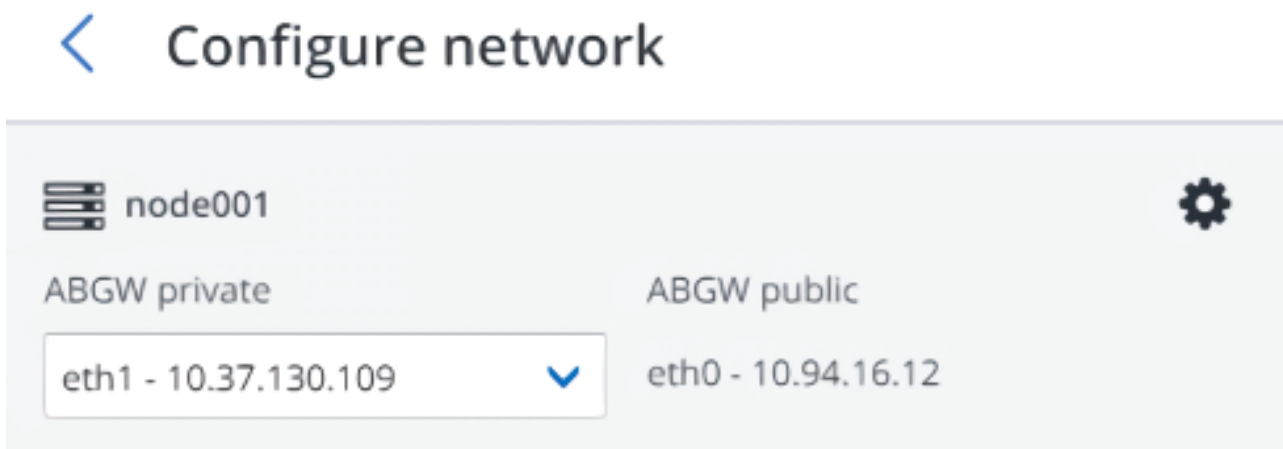 Configure network
node001
ABGW private
ABGW public
eth1 - 10.37.130.109
eth0 - 10.94.16.12